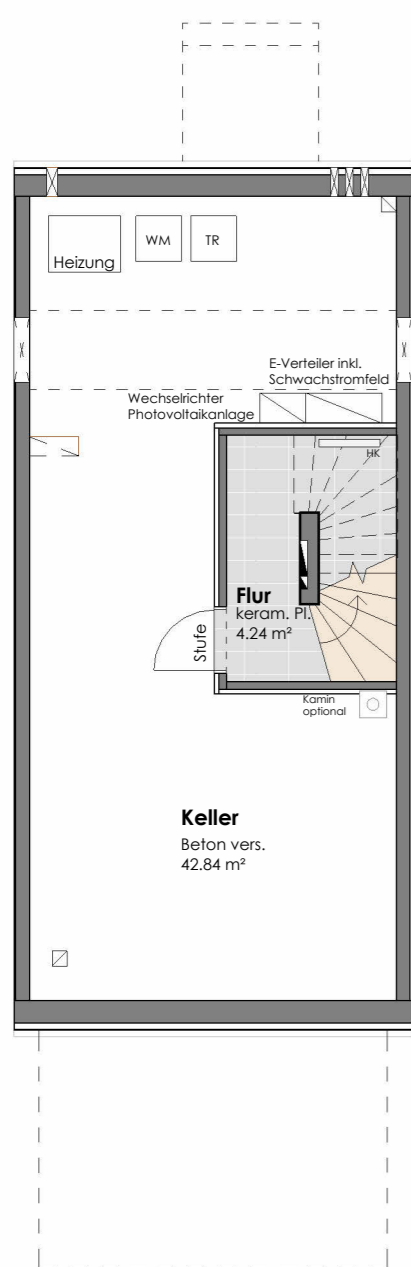 Heizung
WM
TR
E-Verteiler inkl.
Schwachstromfeld
Wechselrichter
Photovoltaikanlage
HK
Flur
keram. Pl.
4.24 m²
Stufe
Kamin
optional
Keller
Beton vers.
42.84 m²